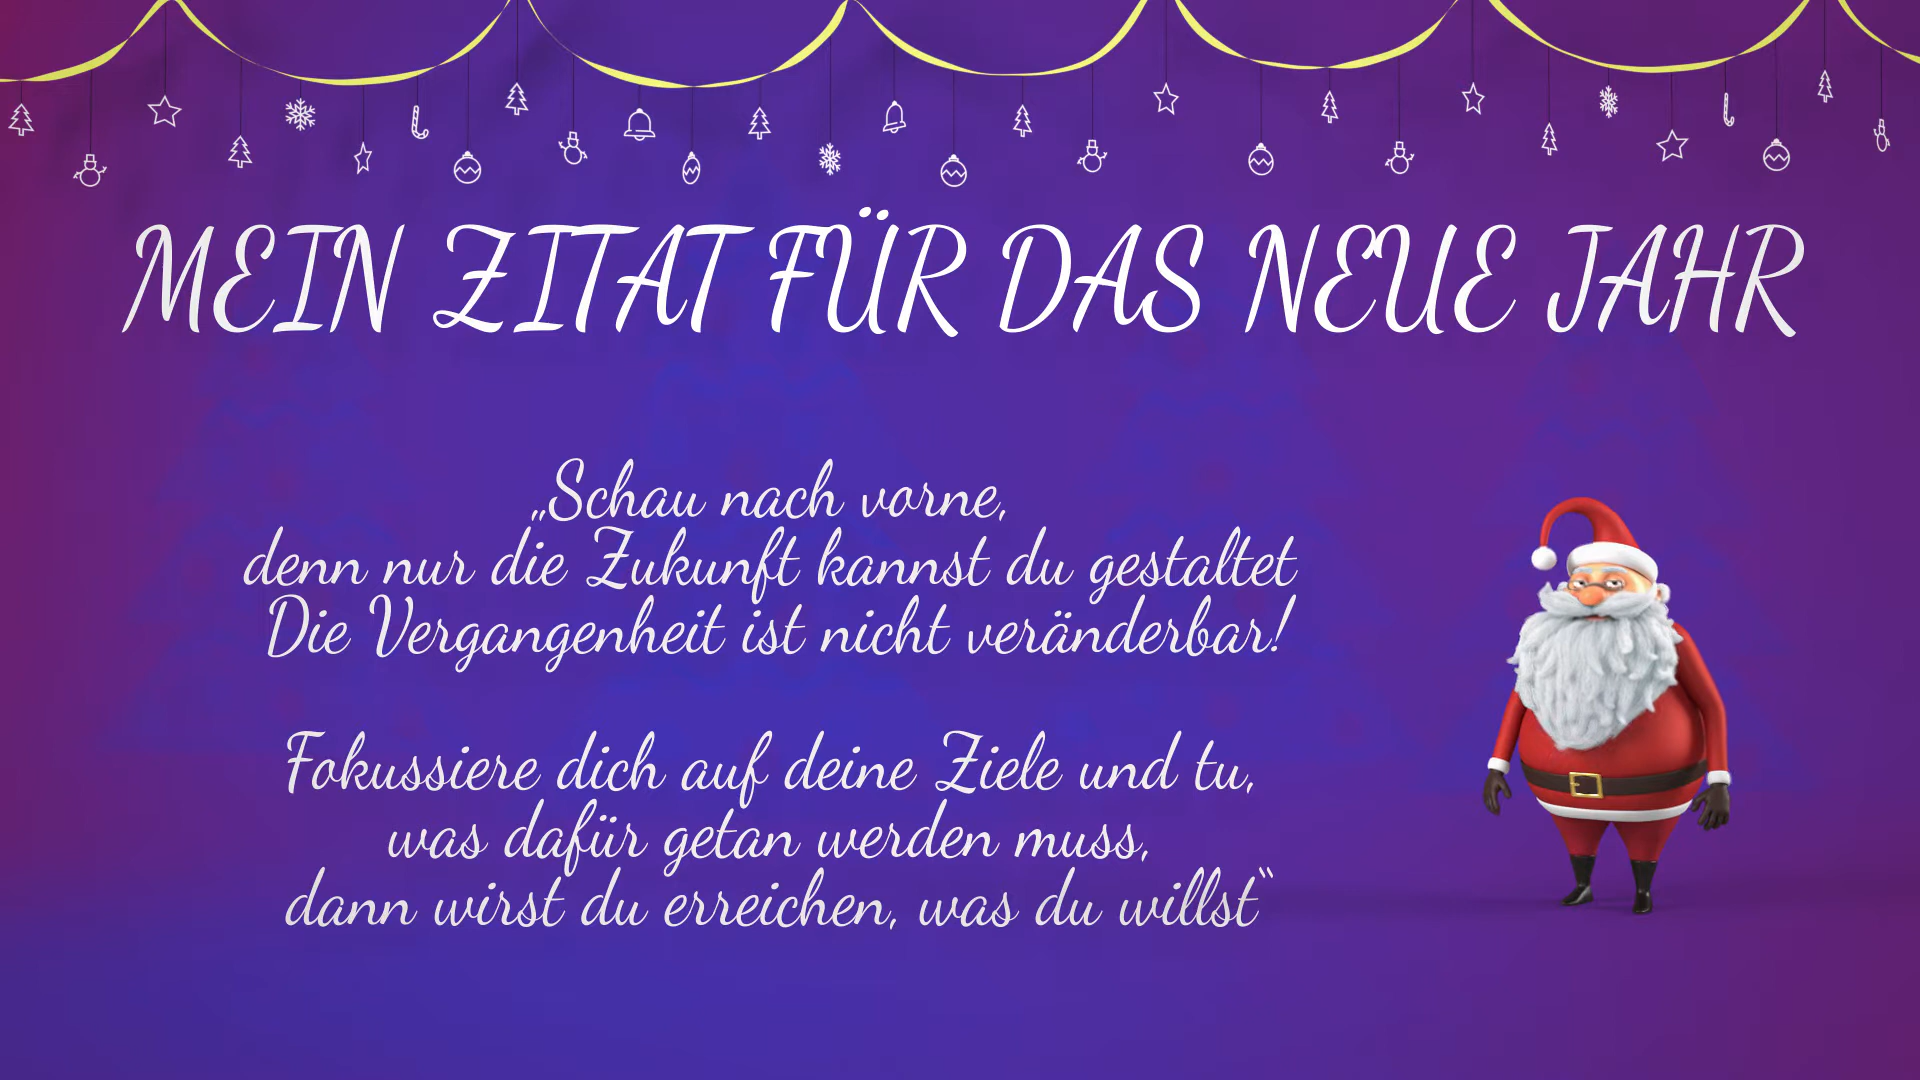 MEIN ZITAT FÜR DAS NEUE JAHR
„Schau nach vorne,
denn nur die Zukunft kannst du gestaltet
Die Vergangenheit ist nicht veränderbar!
Fokussiere dich auf deine Ziele und tu,
was dafür getan werden muss,
dann wirst du erreichen, was du willst“